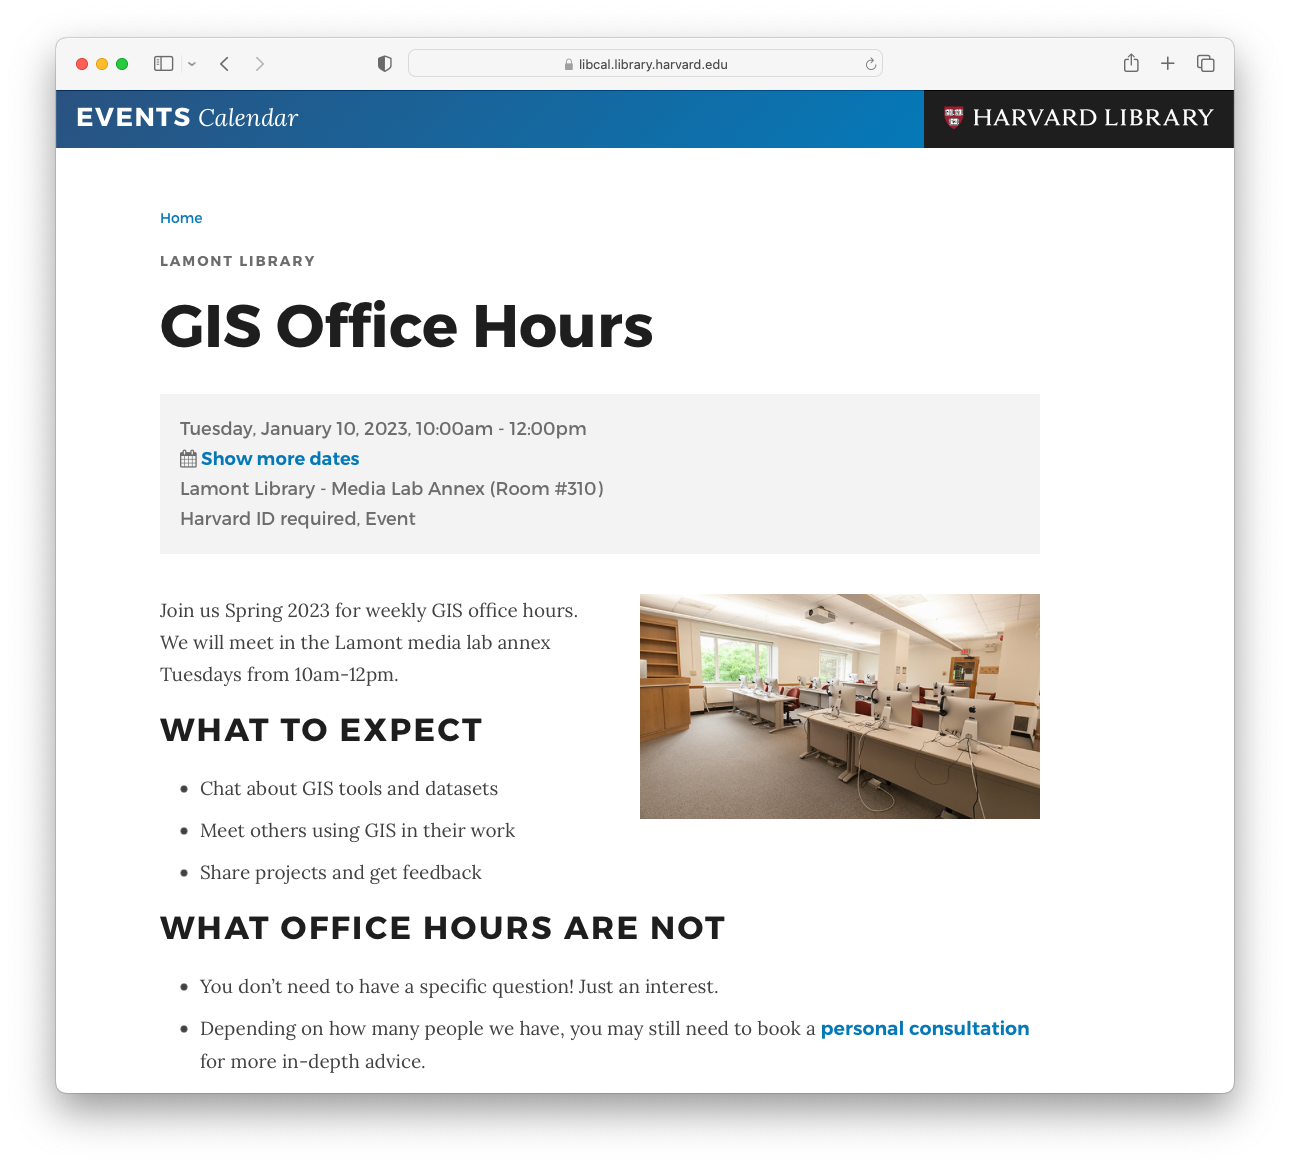 libcal.library.harvard.edu
EVENTS Calendar
HARVARD LIBRARY
Home
LAMONT LIBRARY
GIS Office Hours
Tuesday, January 10, 2023, 10:00am - 12:00pm
Show more dates
Lamont Library - Media Lab Annex (Room #310)
Harvard ID required, Event
Join us Spring 2023 for weekly GIS office hours.
We will meet in the Lamont media lab annex
Tuesdays from 10am-12pm.
WHAT TO EXPECT
• Chat about GIS tools and datasets
• Meet others using GIS in their work
• Share projects and get feedback
WHAT OFFICE HOURS ARE NOT
• You don’t need to have a specific question! Just an interest.
• Depending on how many people we have, you may still need to book a personal consultation
for more in-depth advice.